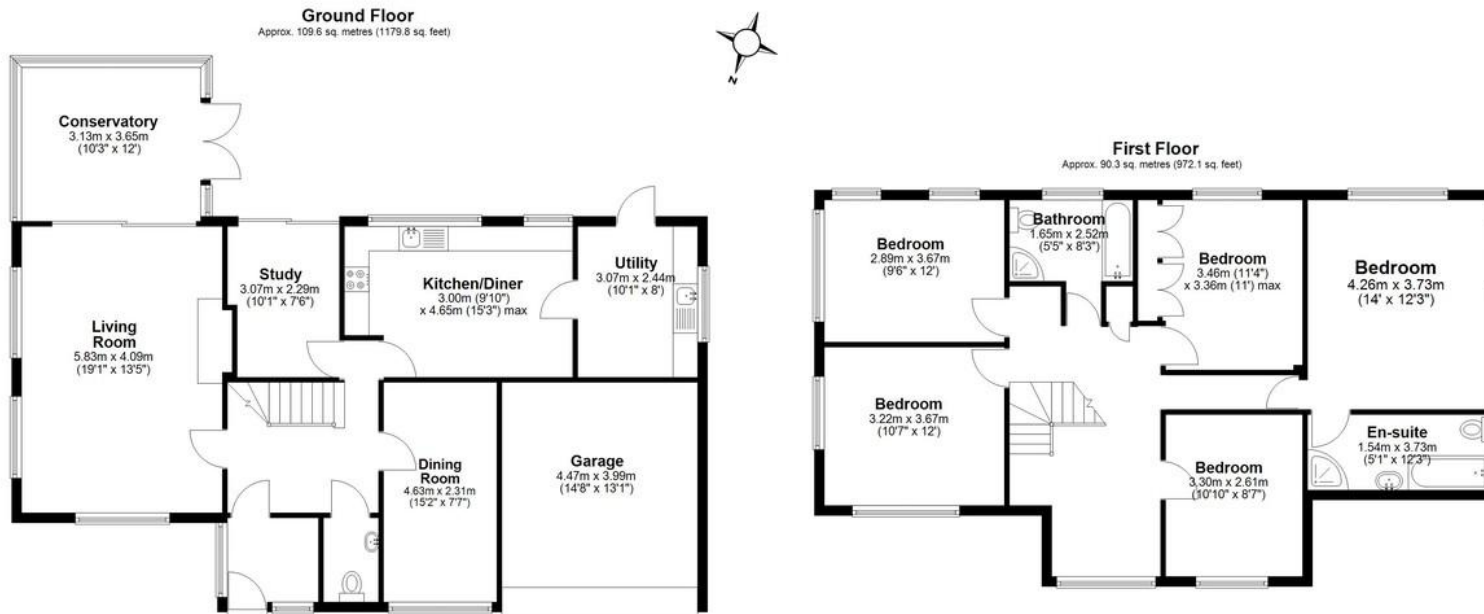 Ground Floor
Approx. 109.6 sq. metres (1179.8 sq. feet)
N
Conservatory
3.13m x 3.65m
(10'3" x 12')
Study
3.07m x 2.29m
(10'1" x 7'6")
Kitchen/Diner
3.00m (9'10")
x 4.65m (15'3") max
Utility
3.07m x 2.44m
(10'1" x 8')
Living
Room
5.83m x 4.09m
(19'1" x 13'5")
Dining
Room
4.63m x 2.31m
(15'2" x 7'7")
Garage
4.47m x 3.99m
(14'8" x 13'1")
First Floor
Approx. 90.3 sq. metres (972.1 sq. feet)
Bedroom
2.89m x 3.67m
(9'6" x 12')
Bathroom
1.65m x 2.52m
(5'5" x 8'3")
Bedroom
3.46m (11'4")
x 3.36m (11') max
Bedroom
4.26m x 3.73m
(14' x 12'3")
Bedroom
3.22m x 3.67m
(10'7" x 12')
Bedroom
3.30m x 2.61m
(10'10" x 8'7")
En-suite
1.54m x 3.73m
(5'1" x 12'3")